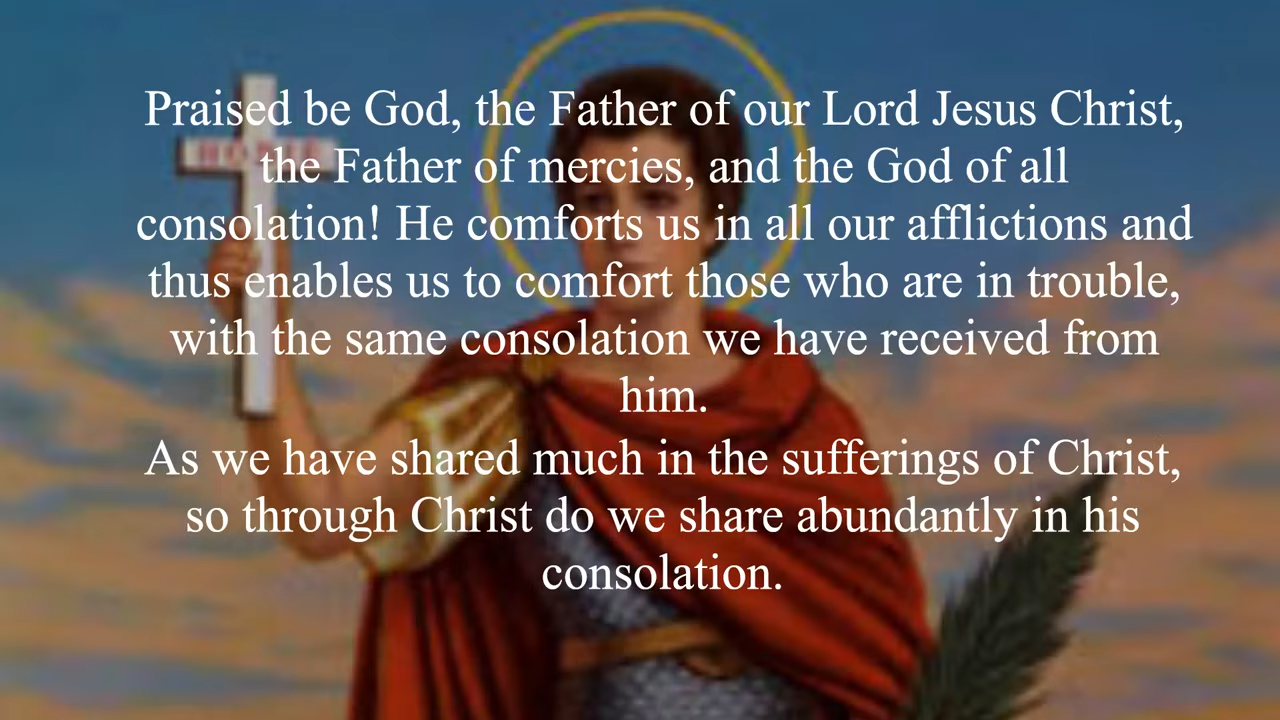 Praised be God, the Father of our Lord Jesus Christ,
the Father of mercies, and the God of all
consolation! He comforts us in all our afflictions and
thus enables us to comfort those who are in trouble,
with the same consolation we have received from
him.
As we have shared much in the sufferings of Christ,
so through Christ do we share abundantly in his
consolation.